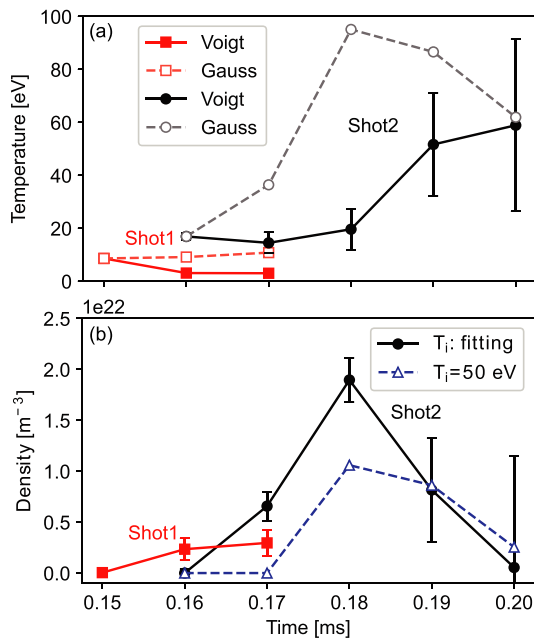 (a)
Voigt
Gauss
Voigt
Gauss
Shot2
Shot1
Temperature [eV]
100
80
60
40
20
0
1e22
(b)
T_i: fitting
T_i=50 eV
Shot2
Shot1
Density [m⁻³]
2.5
2.0
1.5
1.0
0.5
0.0
0.15 0.16 0.17 0.18 0.19 0.20
Time [ms]